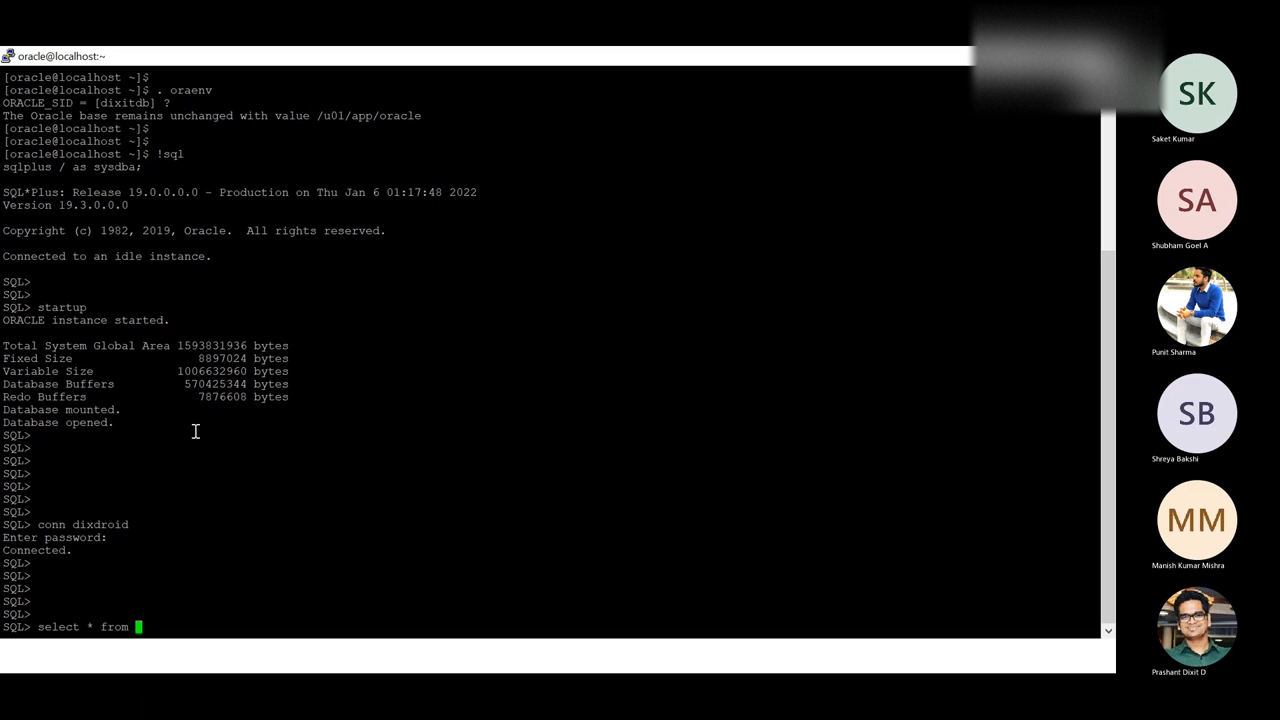 oracle@localhost:~
[oracle@localhost ~]$
[oracle@localhost ~]$ . oraenv
ORACLE_SID = [dixitdb] ?
The Oracle base remains unchanged with value /u01/app/oracle
[oracle@localhost ~]$
[oracle@localhost ~]$
[oracle@localhost ~]$ !sql
sqlplus / as sysdba;
SQL*Plus: Release 19.0.0.0.0 - Production on Thu Jan 6 01:17:48 2022
Version 19.3.0.0.0
Copyright (c) 1982, 2019, Oracle.  All rights reserved.
Connected to an idle instance.
SQL>
SQL>
SQL> startup
ORACLE instance started.
Total System Global Area 1593831936 bytes
Fixed Size                  8897024 bytes
Variable Size            1006632960 bytes
Database Buffers          570425344 bytes
Redo Buffers                7876608 bytes
Database mounted.
Database opened.
SQL>
SQL>
SQL>
SQL>
SQL>
SQL>
SQL>
SQL> conn dixdroid
Enter password:
Connected.
SQL>
SQL>
SQL>
SQL>
SQL>
SQL> select * from
SK
Saket Kumar
SA
Shubham Goel A
Punit Sharma
SB
Shreya Bakshi
MM
Manish Kumar Mishra
Prashant Dixit D